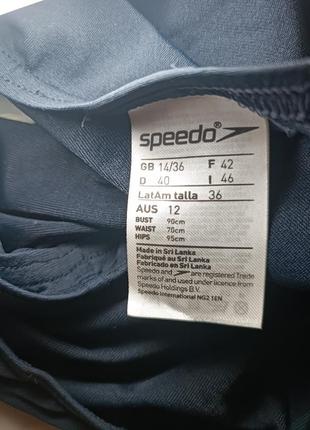 speedo
GB 14/36 F 42
D 40 I 46
LatAm talla 36
AUS 12
BUST 90cm
WAIST 70cm
HIPS 95cm
Made in Sri Lanka
Fabriqué au Sri Lanka
Fabricado en Sri Lanka
Speedo and are registered Trade
marks of and used under licence from
Speedo Holdings B.V.
Speedo International NG2 1EN